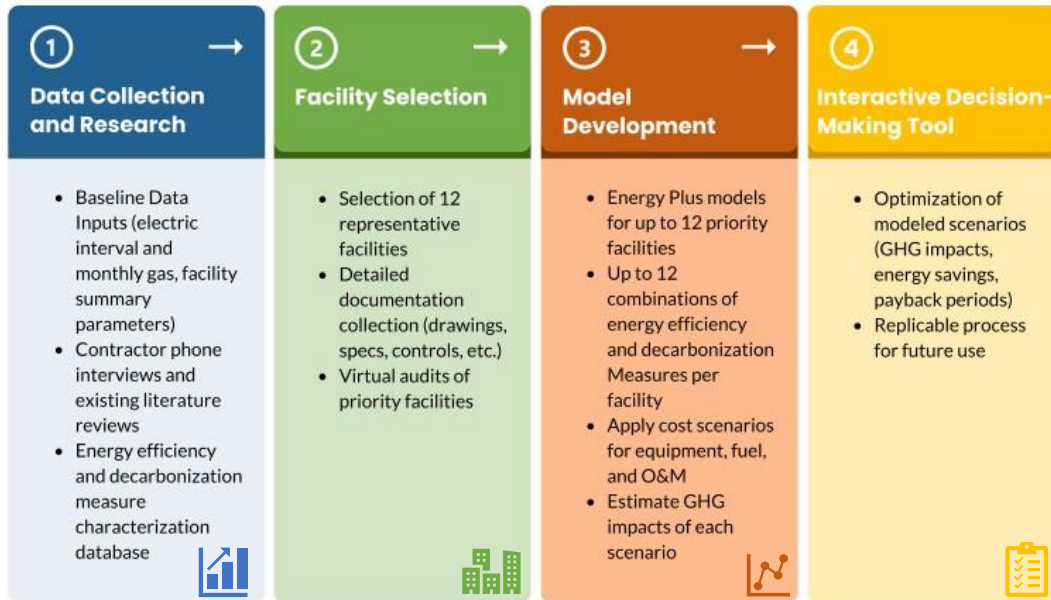 1
Data Collection
and Research
• Baseline Data
Inputs (electric
interval and
monthly gas, facility
summary
parameters)
• Contractor phone
interviews and
existing literature
reviews
• Energy efficiency
and decarbonization
measure
characterization
database
2
Facility Selection
• Selection of 12
representative
facilities
• Detailed
documentation
collection (drawings,
specs, controls, etc.)
• Virtual audits of
priority facilities
3
Model
Development
• Energy Plus models
for up to 12 priority
facilities
• Up to 12
combinations of
energy efficiency
and decarbonization
Measures per
facility
• Apply cost scenarios
for equipment, fuel,
and O&M
• Estimate GHG
impacts of each
scenario
4
Interactive Decision-
Making Tool
• Optimization of
modeled scenarios
(GHG impacts,
energy savings,
payback periods)
• Replicable process
for future use